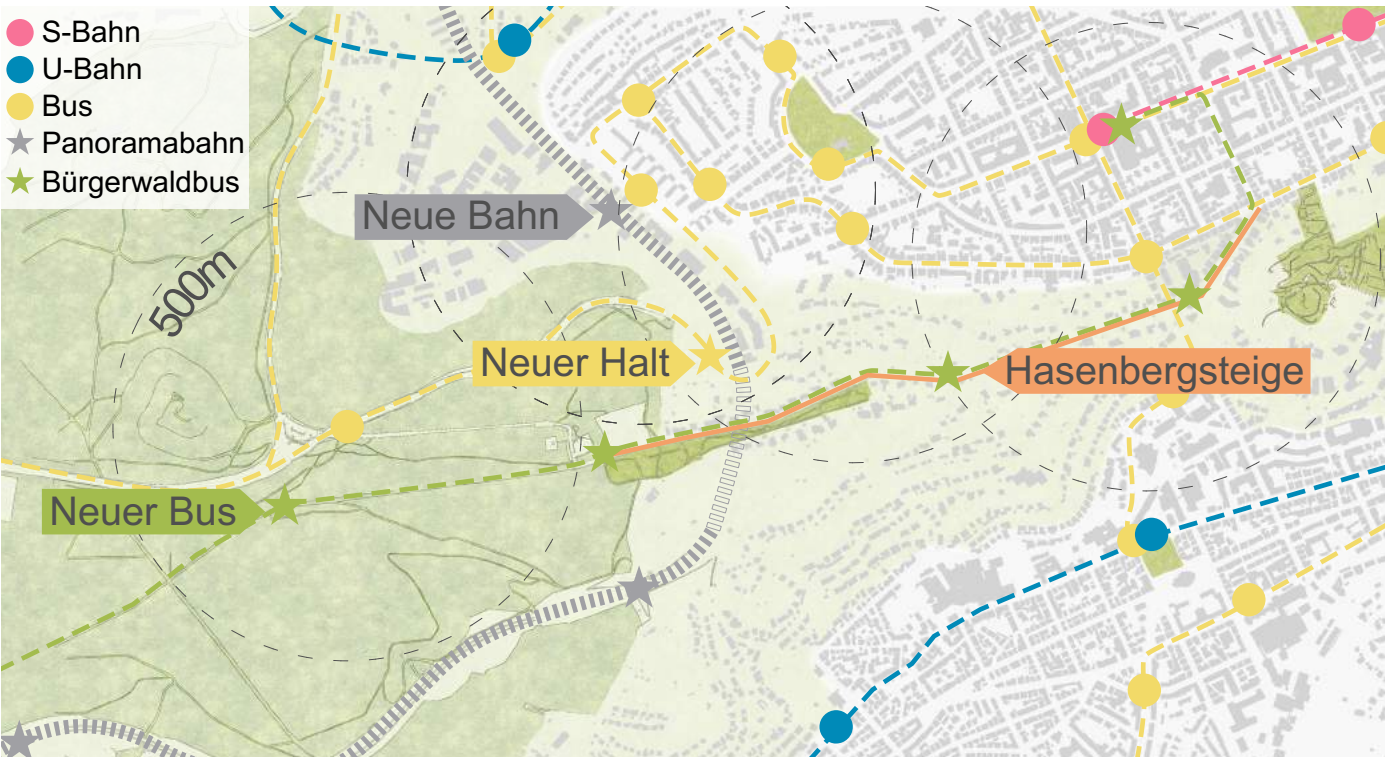 S-Bahn
U-Bahn
Bus
Panoramabahn
Bürgerwaldbus
Neue Bahn
500m
Neuer Halt
Hasenbergsteige
Neuer Bus